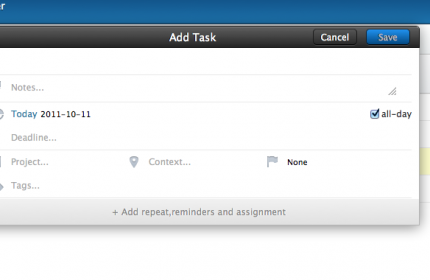 Add Task
Cancel
Save
Notes...
Today 2011-10-11
all-day
Deadline...
Project...
Context...
None
Tags...
+ Add repeat,reminders and assignment